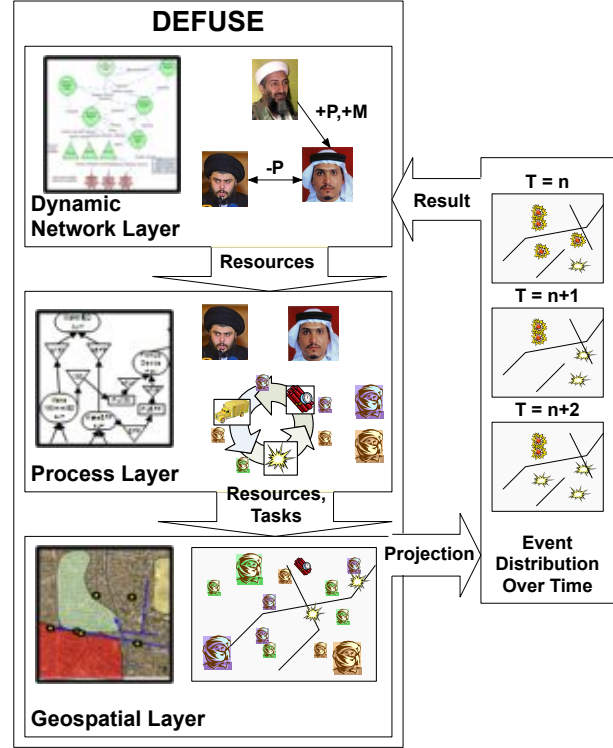 DEFUSE
+P,+M
-P
Dynamic
Network Layer
Resources
Process Layer
Resources,
Tasks
Geospatial Layer
Result
Projection
T = n
T = n+1
T = n+2
Event
Distribution
Over Time